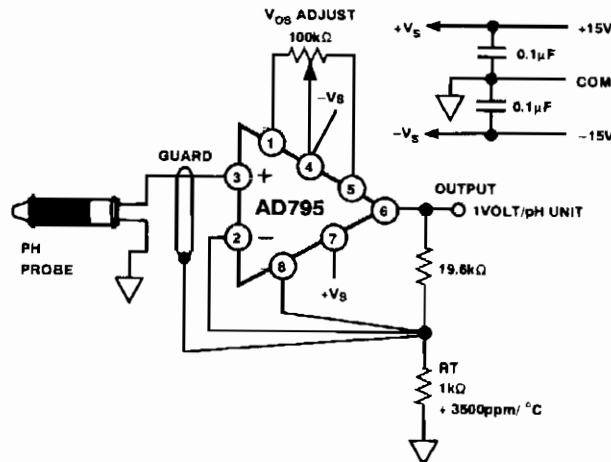 VOS ADJUST
100kΩ
+VS
+15V
0.1µF
COM
0.1µF
−VS
−15V
−VS
GUARD
1
4
5
3
+
AD795
6
2
−
7
8
+VS
OUTPUT
1VOLT/pH UNIT
PH
PROBE
19.6kΩ
RT
1kΩ
+ 3500ppm/ °C